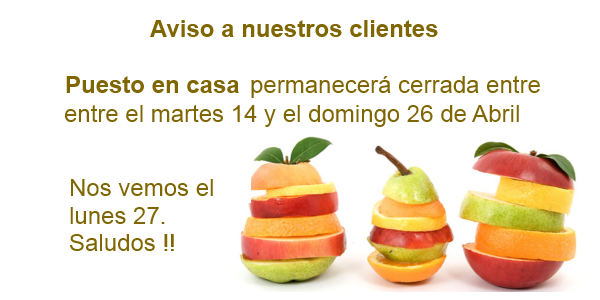 Aviso a nuestros clientes
Puesto en casa permanecerá cerrada entre
entre el martes 14 y el domingo 26 de Abril
Nos vemos el
lunes 27.
Saludos !!